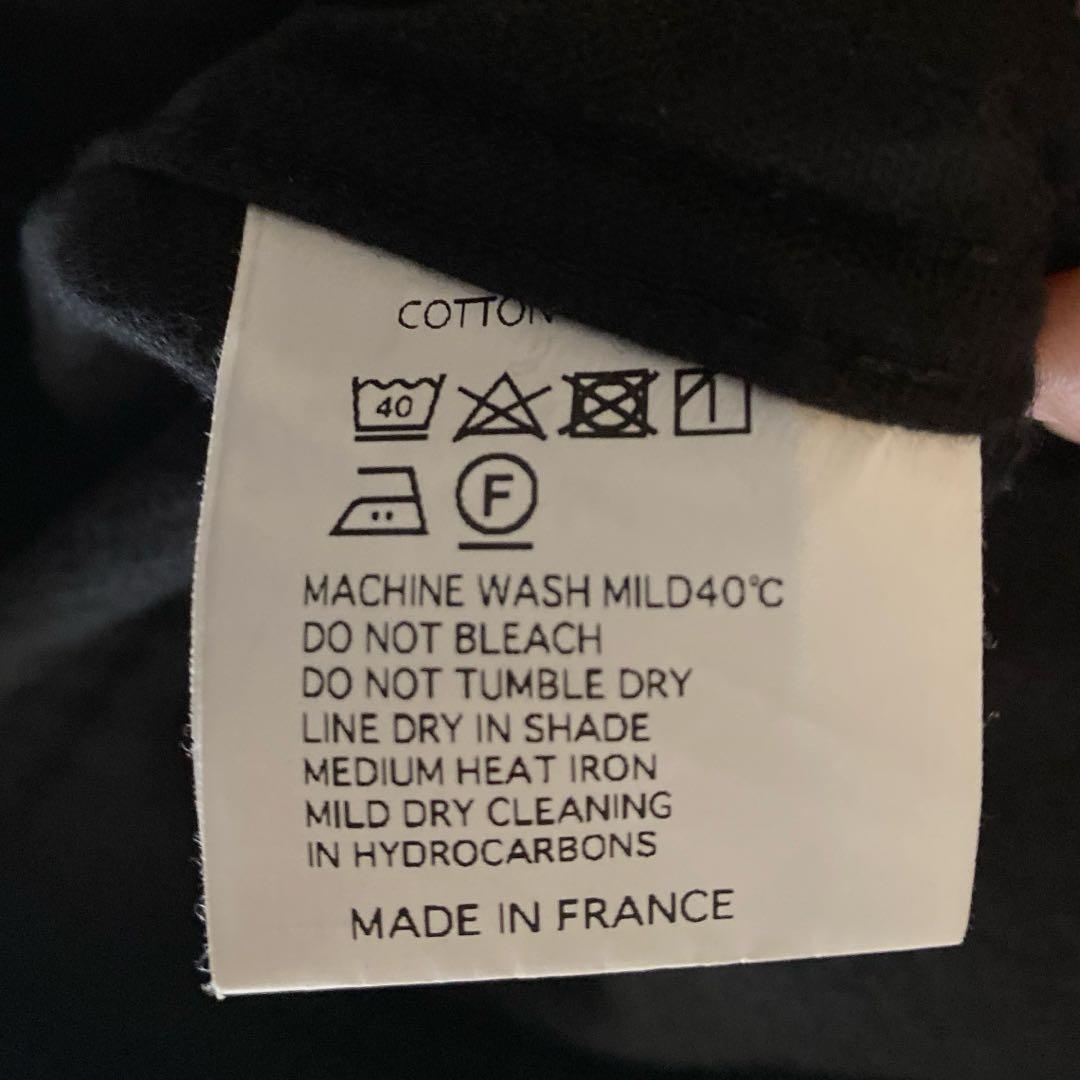 COTTON
40
F
MACHINE WASH MILD40°C
DO NOT BLEACH
DO NOT TUMBLE DRY
LINE DRY IN SHADE
MEDIUM HEAT IRON
MILD DRY CLEANING
IN HYDROCARBONS
MADE IN FRANCE